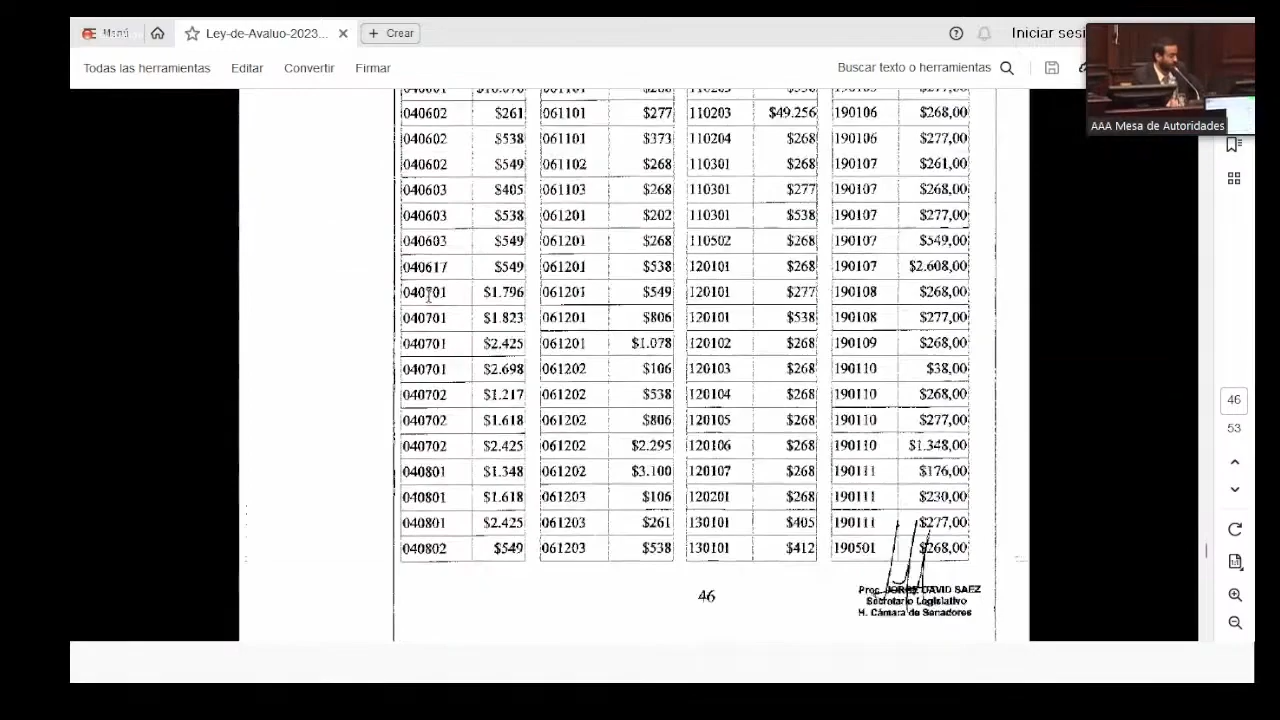 Menú Ley-de-Avaluo-2023... Crear Iniciar sesi
Todas las herramientas Editar Convertir Firmar Buscar texto o herramientas
AAA Mesa de Autoridades
040602 $261 061101 $277 110203 $49.256 190106 $268,00
040602 $538 061101 $373 110204 $268 190106 $277,00
040602 $549 061102 $268 110301 $268 190107 $261,00
040603 $405 061103 $268 110301 $277 190107 $268,00
040603 $538 061201 $202 110301 $538 190107 $277,00
040603 $549 061201 $268 110502 $268 190107 $549,00
040617 $549 061201 $538 120101 $268 190107 $2.608,00
040701 $1.796 061201 $549 120101 $277 190108 $268,00
040701 $1.823 061201 $806 120101 $538 190108 $277,00
040701 $2.425 061201 $1.078 120102 $268 190109 $268,00
040701 $2.698 061202 $106 120103 $268 190110 $38,00
040702 $1.217 061202 $538 120104 $268 190110 $268,00
040702 $1.618 061202 $806 120105 $268 190110 $277,00
040702 $2.425 061202 $2.295 120106 $268 190110 $1.348,00
040801 $1.348 061202 $3.100 120107 $268 190111 $176,00
040801 $1.618 061203 $106 120201 $268 190111 $230,00
040801 $2.425 061203 $261 130101 $405 190111 $277,00
040802 $549 061203 $538 130101 $412 190501 $268,00
46
Proc. JORGE DAVID SAEZ
Secretario Legislativo
H. Cámara de Senadores
46
53